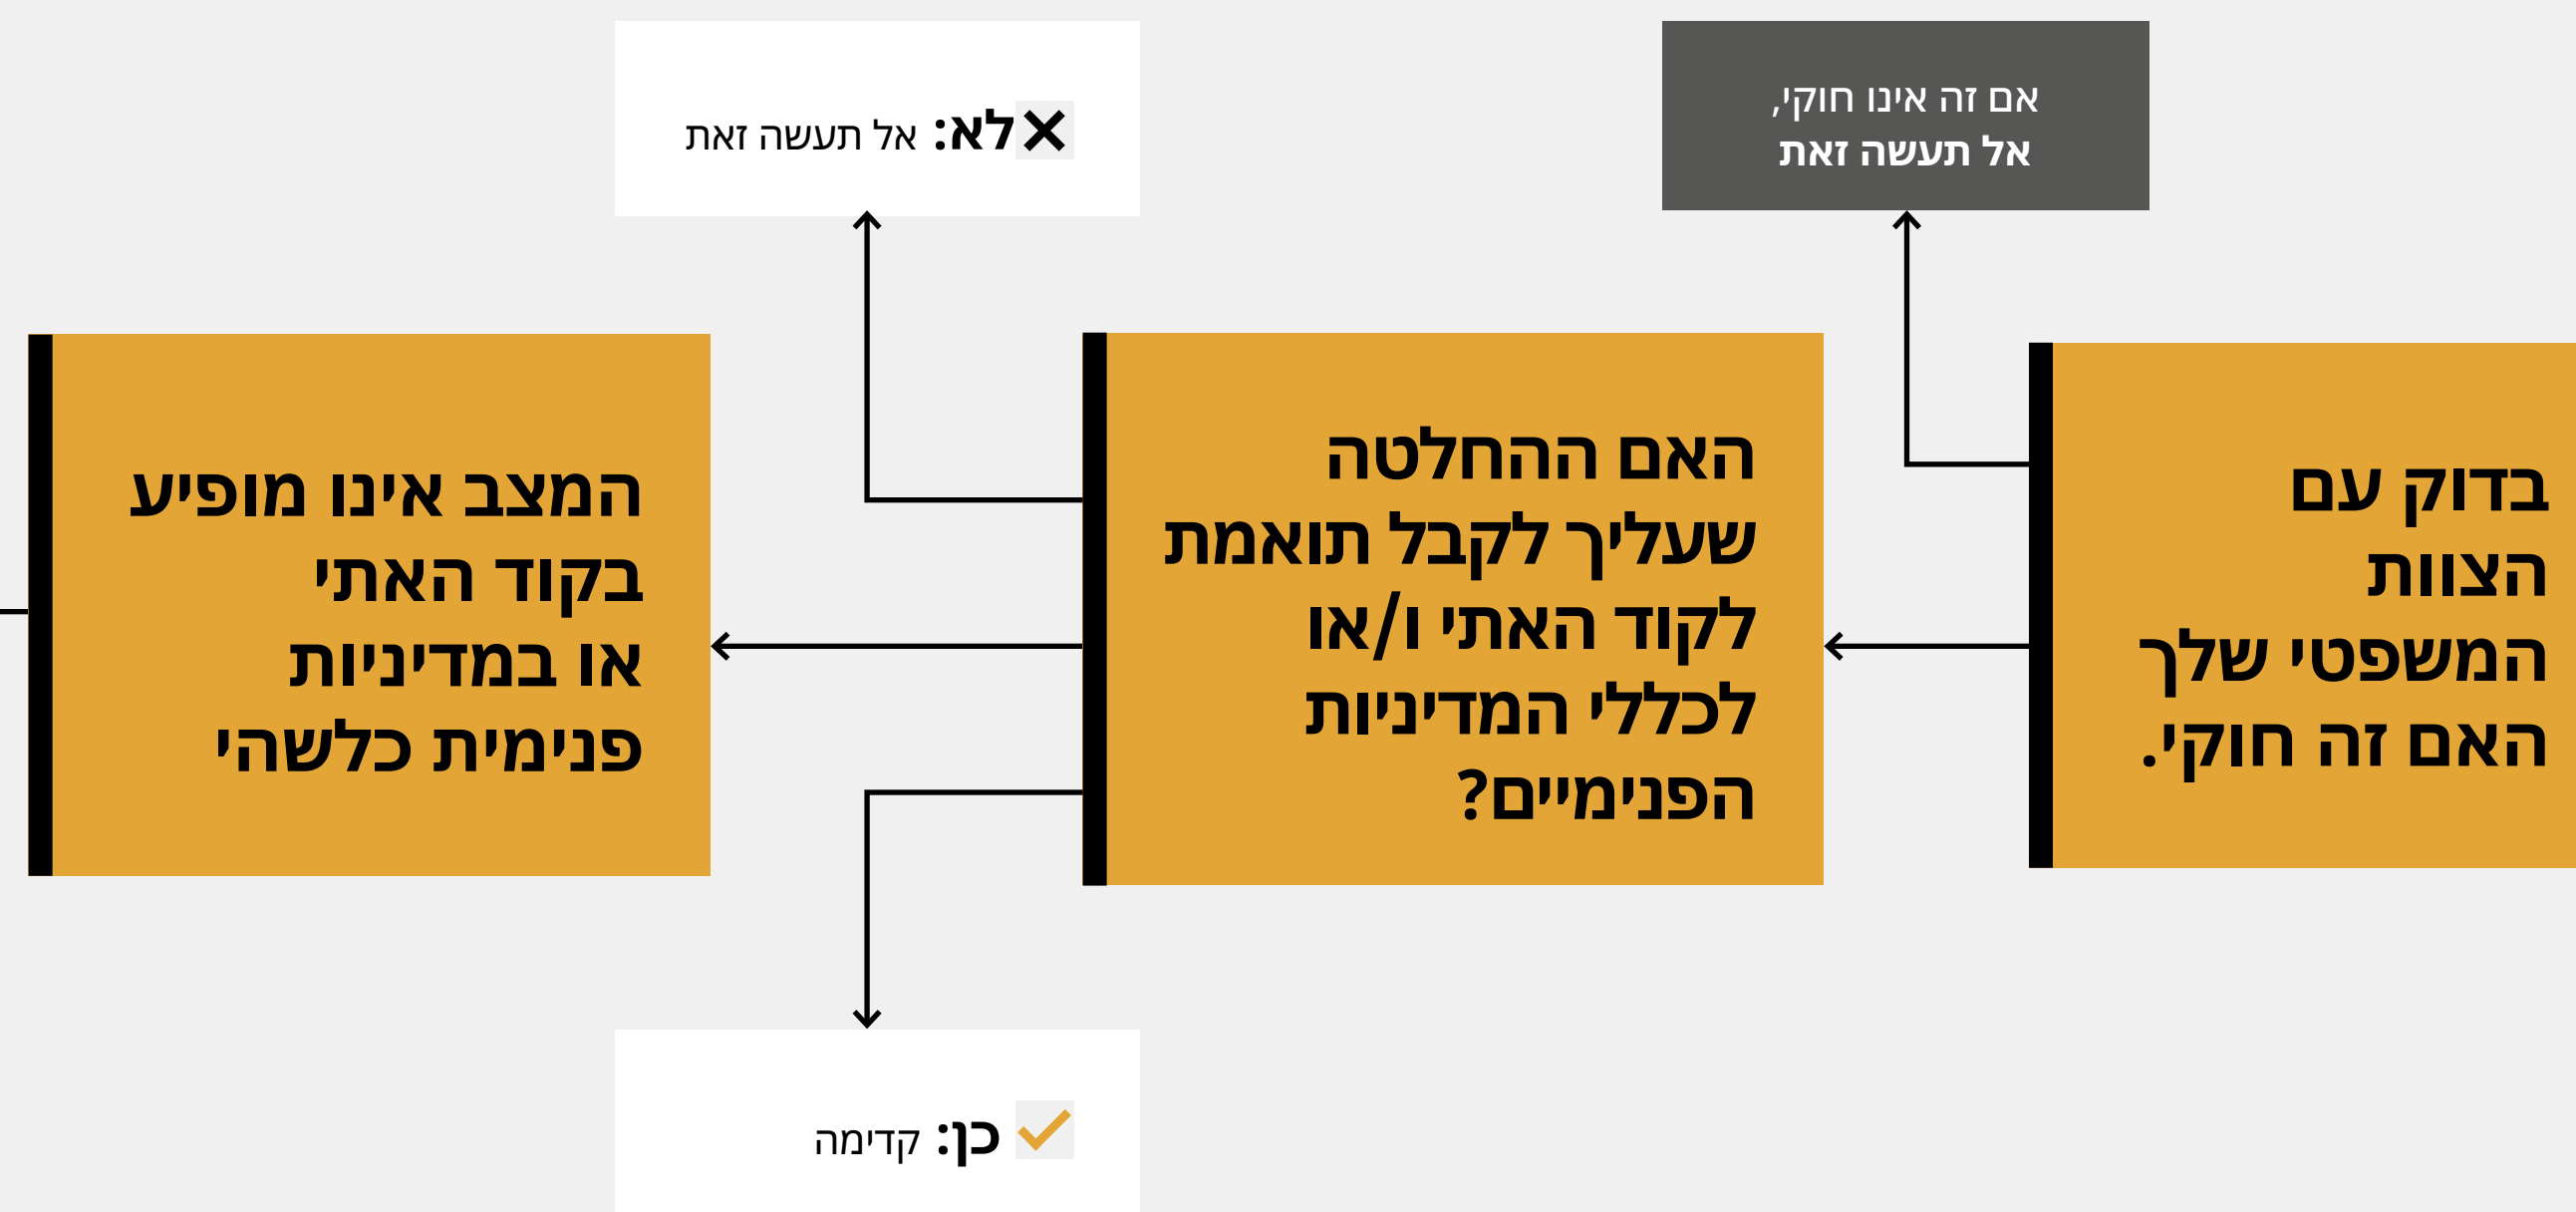 אם זה אינו חוקי,
אל תעשה זאת
בדוק עם
הצוות
המשפטי שלך
האם זה חוקי.
לא: אל תעשה זאת
האם ההחלטה
שעליך לקבל תואמת
לקוד האתי ו/או
לכללי המדיניות
הפנימיים?
כן: קדימה
המצב אינו מופיע
בקוד האתי
או במדיניות
פנימית כלשהי